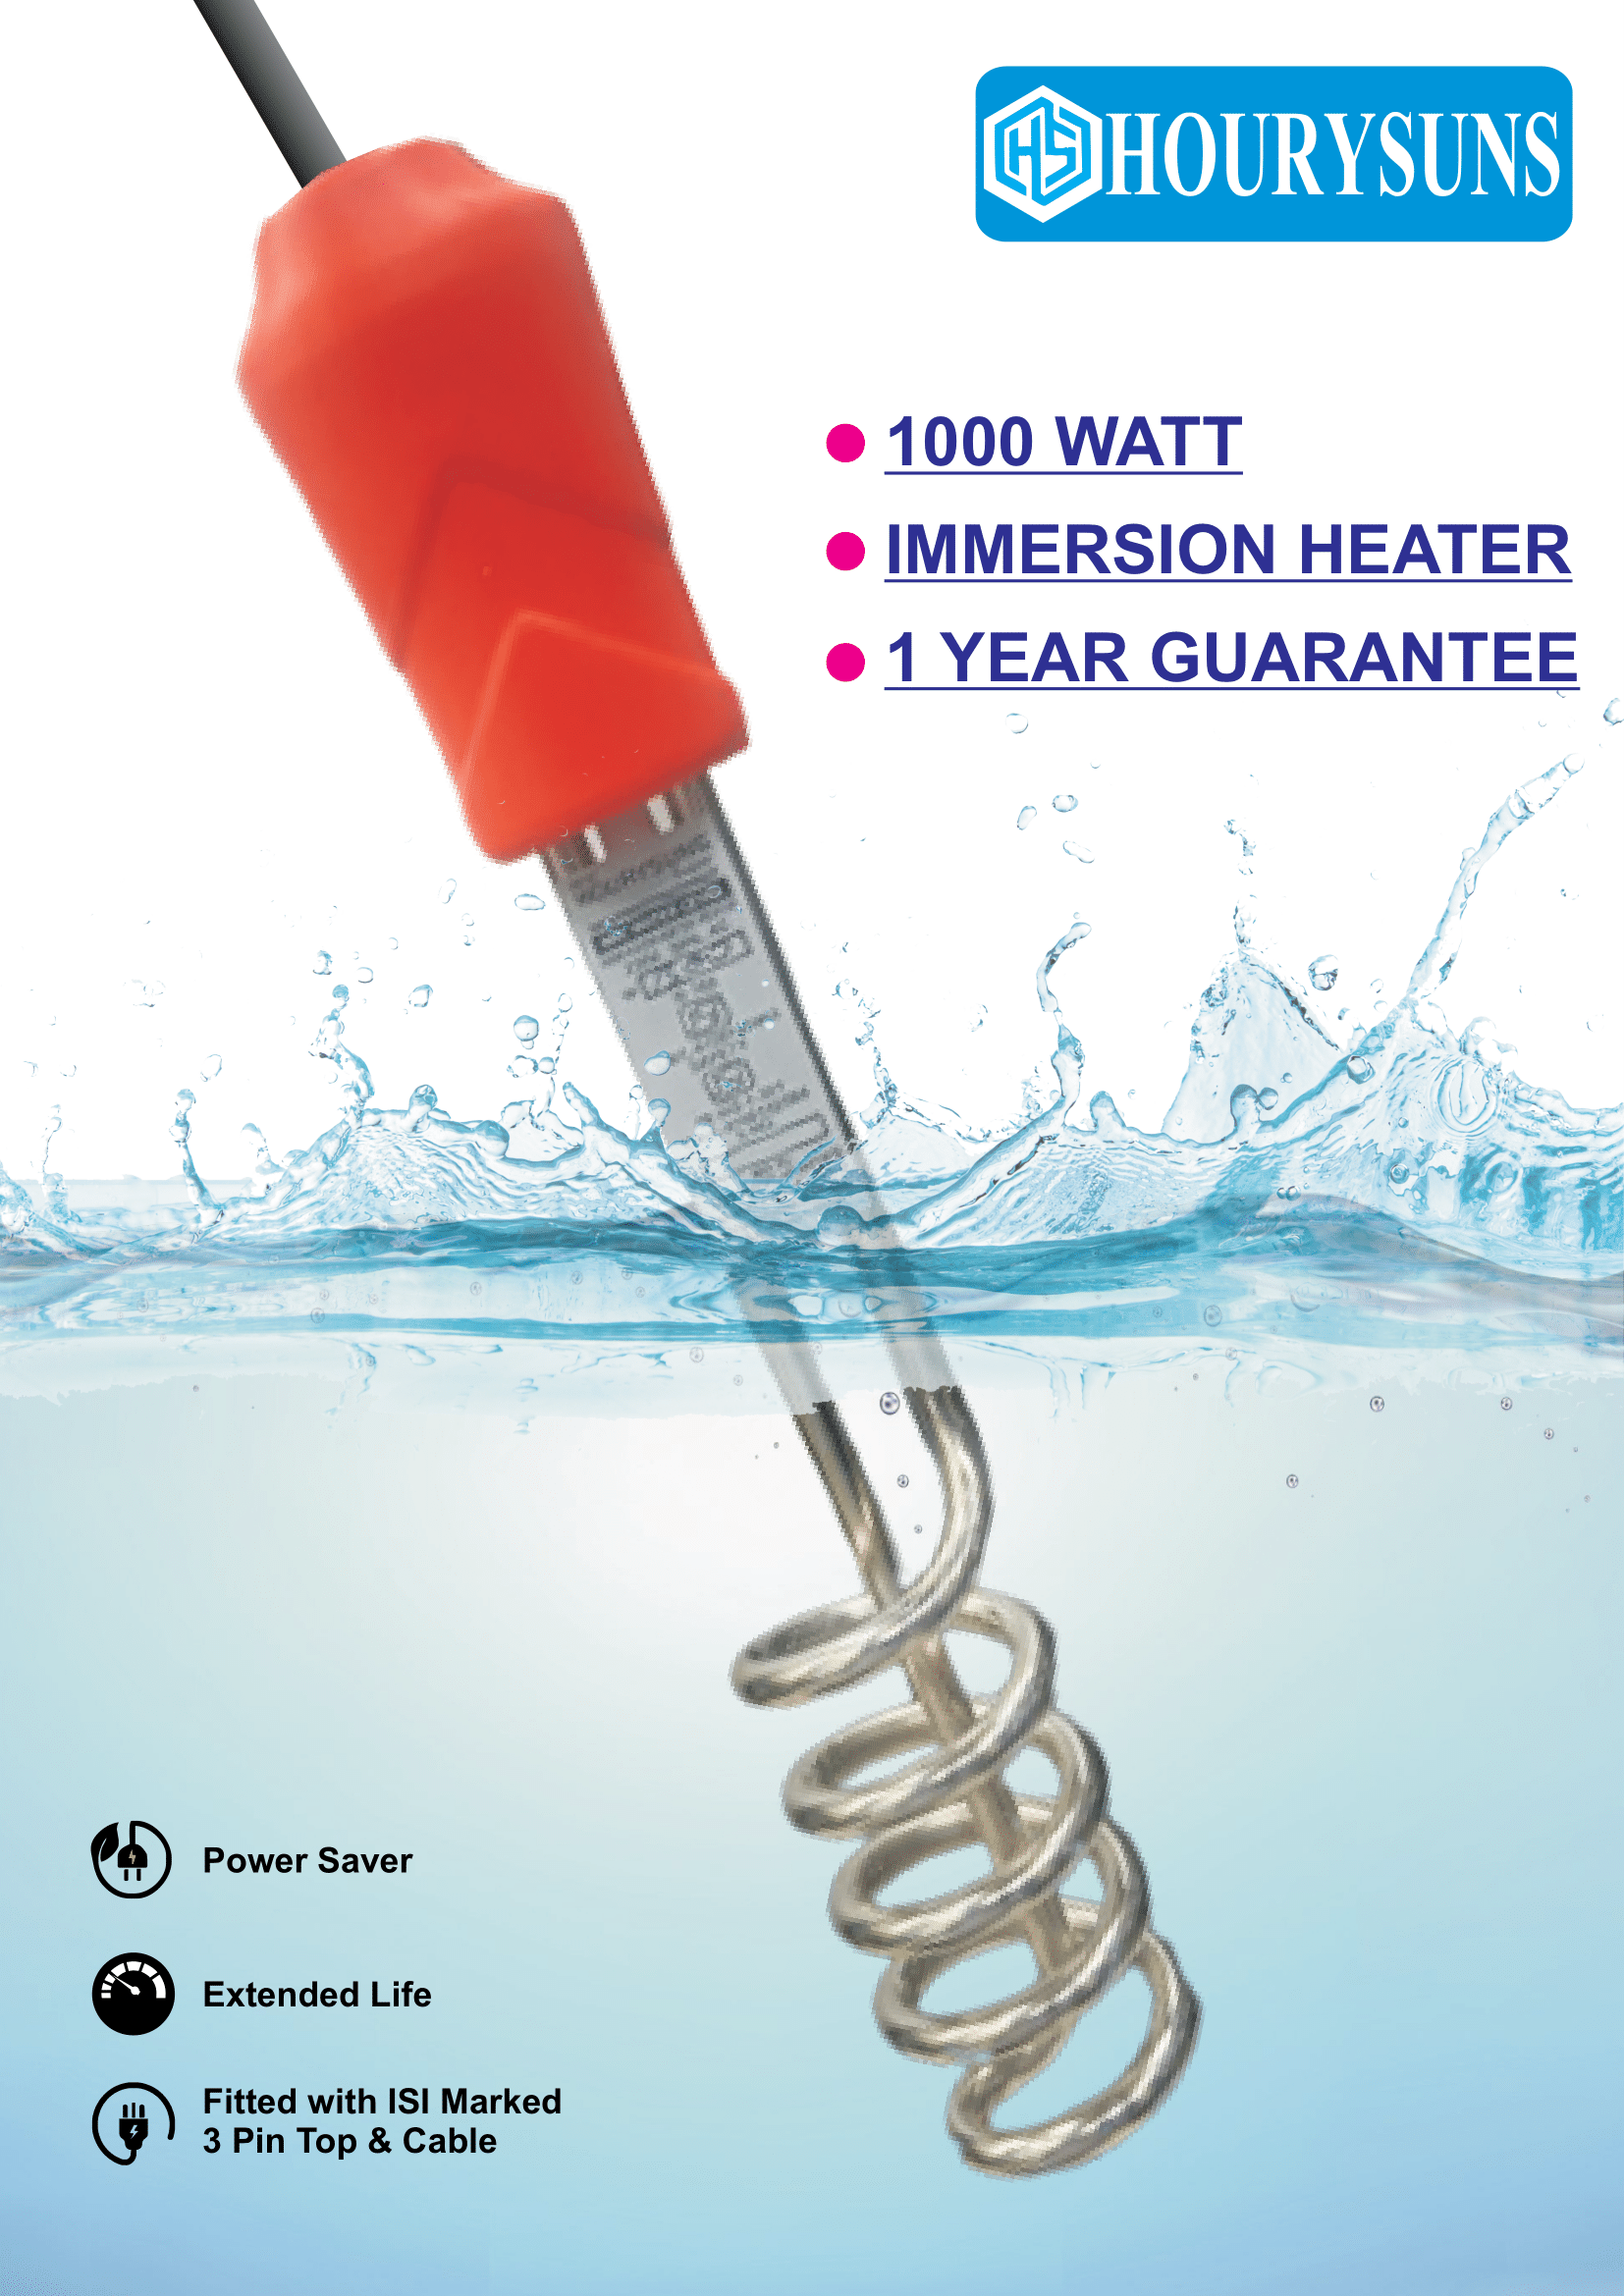 HS HOURYSUNS
1000 WATT
IMMERSION HEATER
1 YEAR GUARANTEE
Power Saver
Extended Life
Fitted with ISI Marked
3 Pin Top & Cable